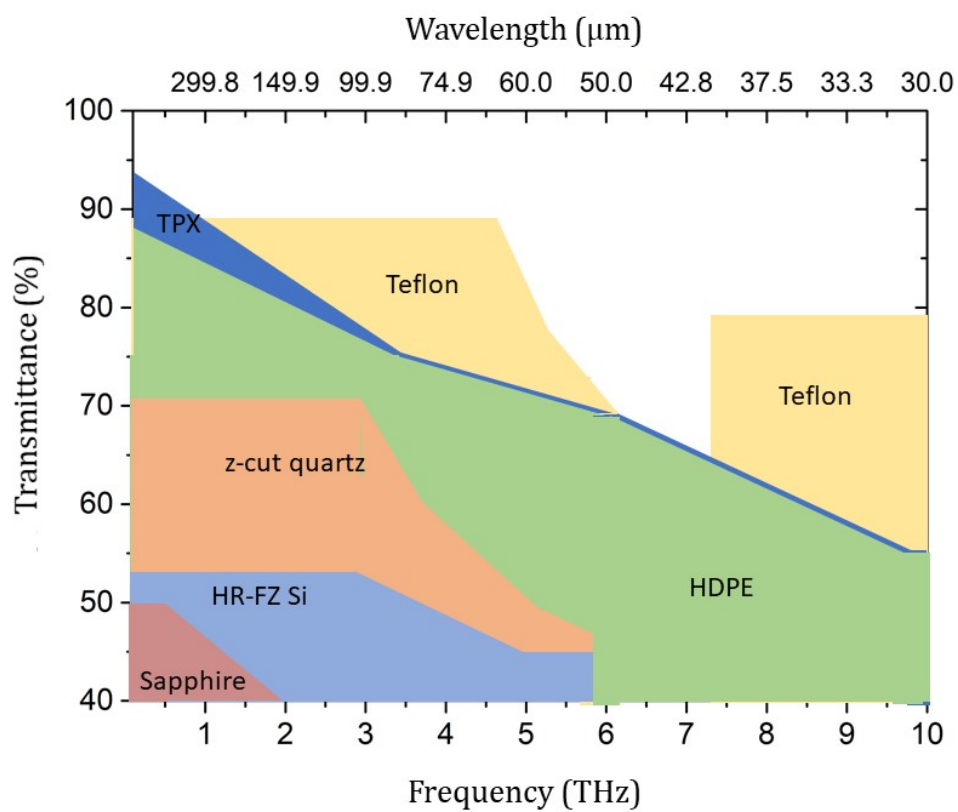 Wavelength (μm)
299.8 149.9 99.9 74.9 60.0 50.0 42.8 37.5 33.3 30.0
100
90
80
70
60
50
40
Transmittance (%)
TPX
Teflon
Teflon
z-cut quartz
HDPE
HR-FZ Si
Sapphire
1 2 3 4 5 6 7 8 9 10
Frequency (THz)